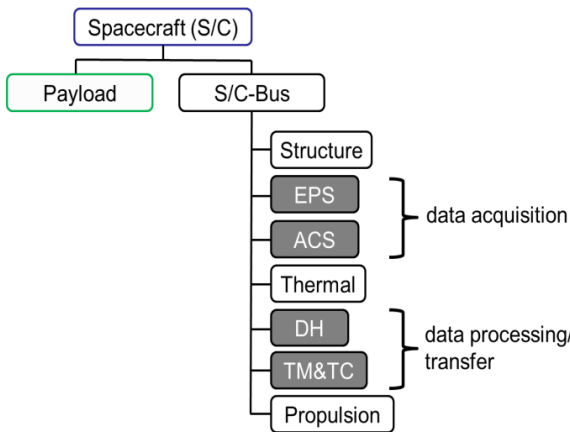 Spacecraft (S/C)
Payload
S/C-Bus
Structure
EPS
ACS
data acquisition
Thermal
DH
TM&TC
data processing/
transfer
Propulsion